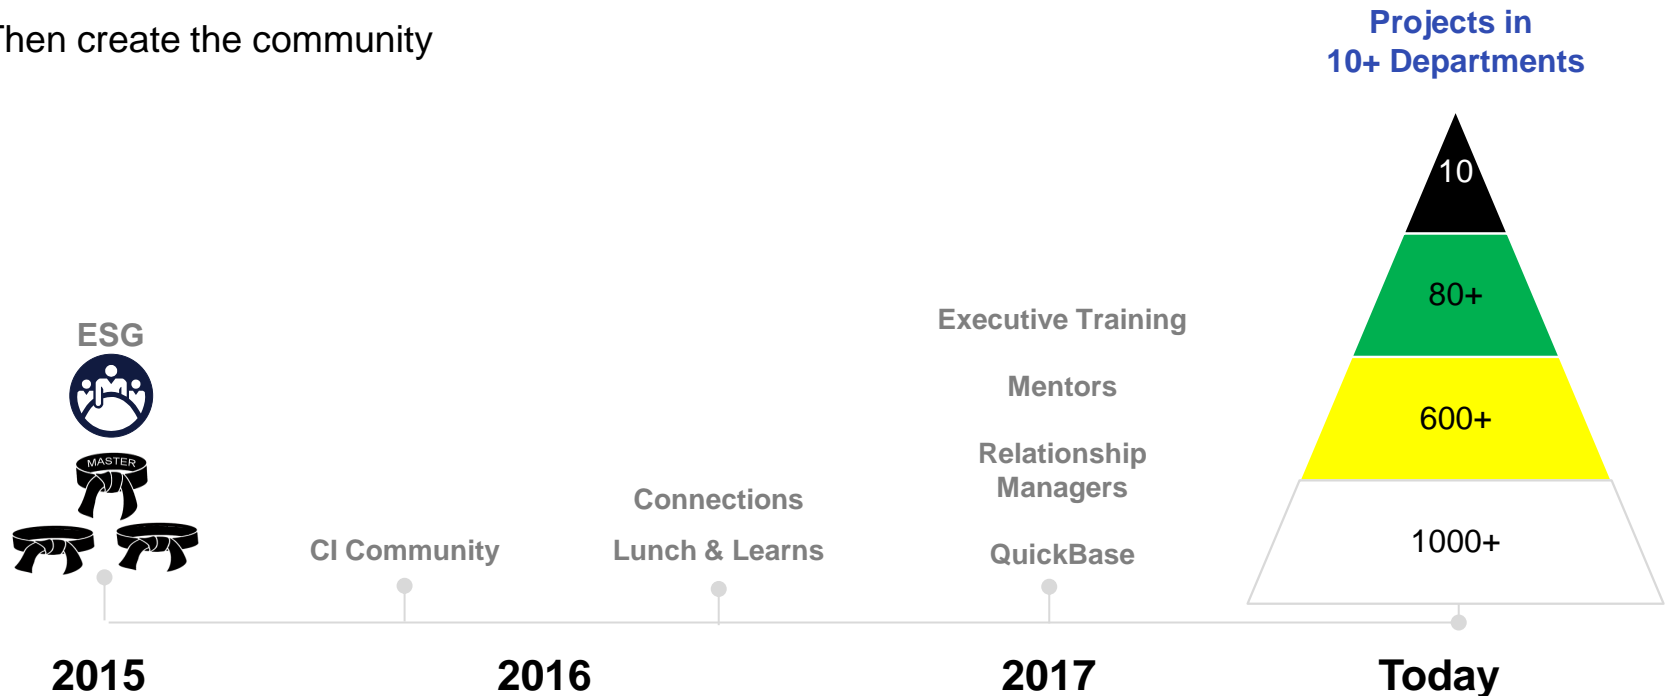 Then create the community
Projects in
10+ Departments
10
80+
600+
1000+
ESG
MASTER
CI Community
Connections
Lunch & Learns
Executive Training
Mentors
Relationship
Managers
QuickBase
2015
2016
2017
Today